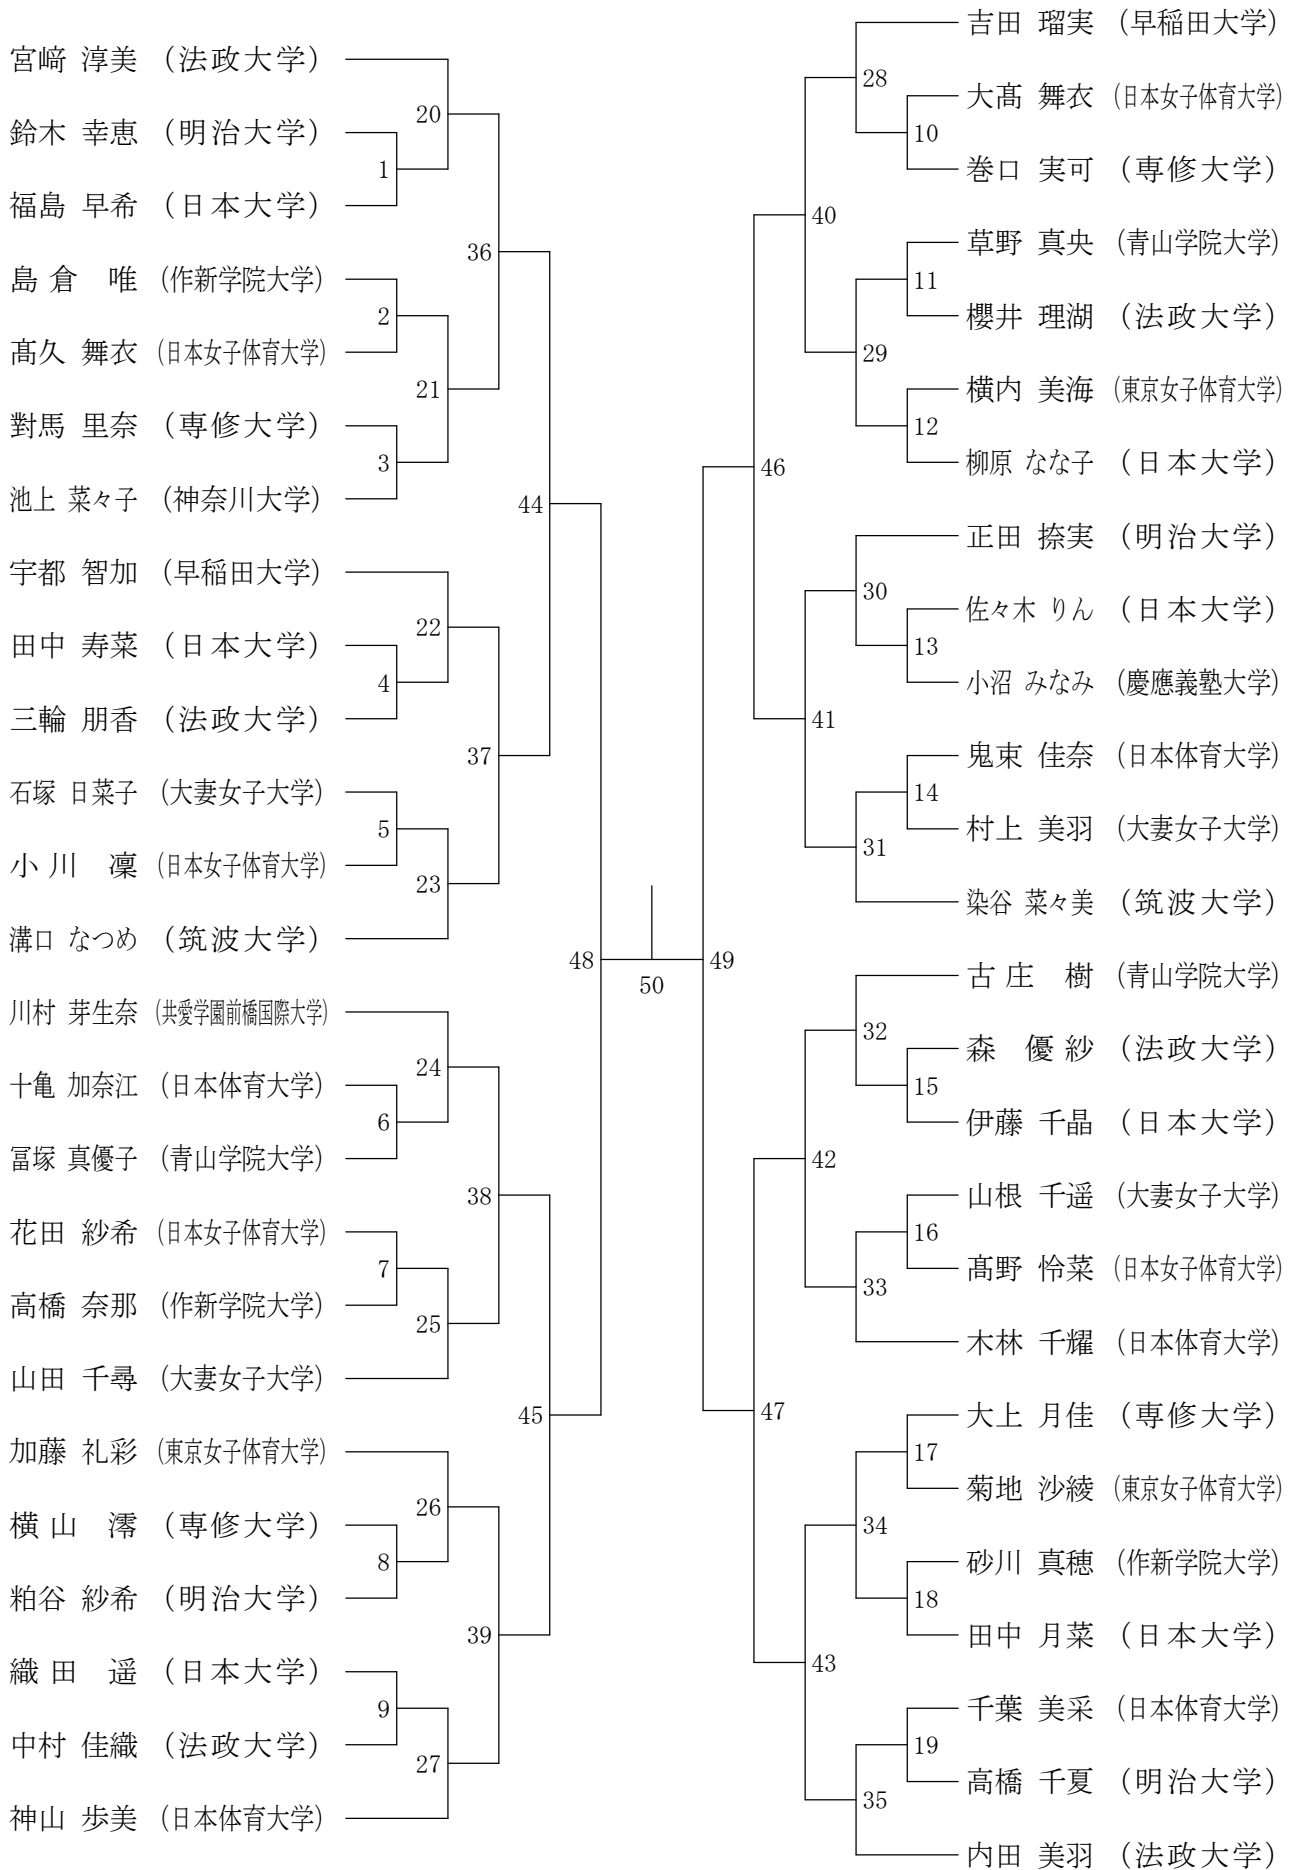 宮﨑 淳美 （法政大学）
鈴木 幸恵 （明治大学）
福島 早希 （日本大学）
島倉 唯 （作新学院大学）
髙久 舞衣 （日本女子体育大学）
對馬 里奈 （専修大学）
池上 菜々子 （神奈川大学）
宇都 智加 （早稲田大学）
田中 寿菜 （日本大学）
三輪 朋香 （法政大学）
石塚 日菜子 （大妻女子大学）
小川 凜 （日本女子体育大学）
溝口 なつめ （筑波大学）
川村 芽生奈 （共愛学園前橋国際大学）
十亀 加奈江 （日本体育大学）
冨塚 真優子 （青山学院大学）
花田 紗希 （日本女子体育大学）
高橋 奈那 （作新学院大学）
山田 千尋 （大妻女子大学）
加藤 礼彩 （東京女子体育大学）
横山 澪 （専修大学）
粕谷 紗希 （明治大学）
織田 遥 （日本大学）
中村 佳織 （法政大学）
神山 歩美 （日本体育大学）
1
2
3
4
5
6
7
8
9
20
21
22
23
24
25
26
27
36
37
38
39
44
45
48
50
49
46
47
40
41
42
43
28
29
30
31
32
33
34
35
10
11
12
13
14
15
16
17
18
19
吉田 瑠実 （早稲田大学）
大髙 舞衣 （日本女子体育大学）
巻口 実可 （専修大学）
草野 真央 （青山学院大学）
櫻井 理湖 （法政大学）
横内 美海 （東京女子体育大学）
柳原 なな子 （日本大学）
正田 捺実 （明治大学）
佐々木 りん （日本大学）
小沼 みなみ （慶應義塾大学）
鬼束 佳奈 （日本体育大学）
村上 美羽 （大妻女子大学）
染谷 菜々美 （筑波大学）
古庄 樹 （青山学院大学）
森 優紗 （法政大学）
伊藤 千晶 （日本大学）
山根 千遥 （大妻女子大学）
髙野 怜菜 （日本女子体育大学）
木林 千耀 （日本体育大学）
大上 月佳 （専修大学）
菊地 沙綾 （東京女子体育大学）
砂川 真穂 （作新学院大学）
田中 月菜 （日本大学）
千葉 美采 （日本体育大学）
高橋 千夏 （明治大学）
内田 美羽 （法政大学）